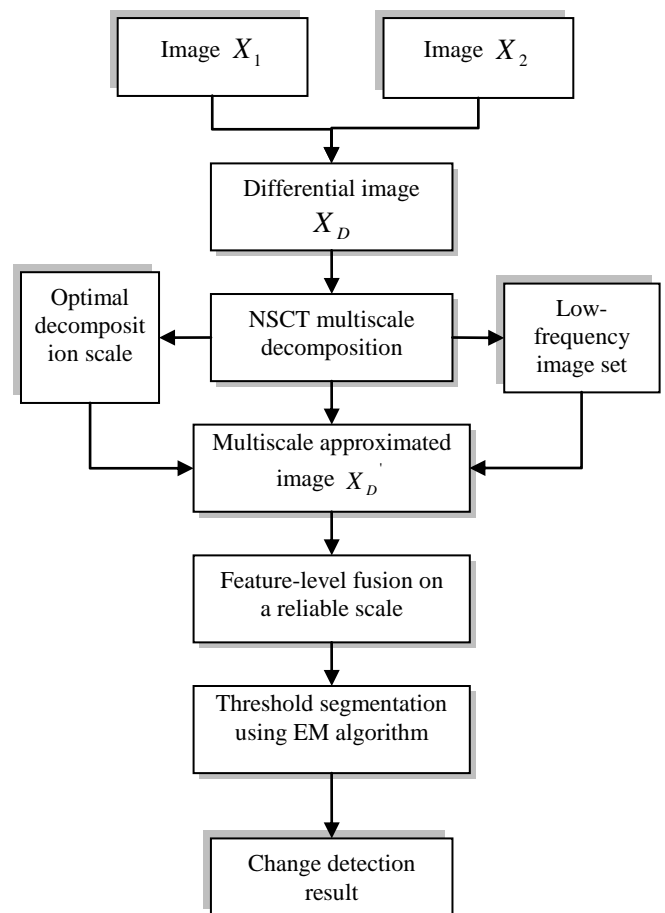 Image X1
Image X2
Differential image
XD
Optimal
decomposit
ion scale
NSCT multiscale
decomposition
Low-
frequency
image set
Multiscale approximated
image XD'
Feature-level fusion on
a reliable scale
Threshold segmentation
using EM algorithm
Change detection
result